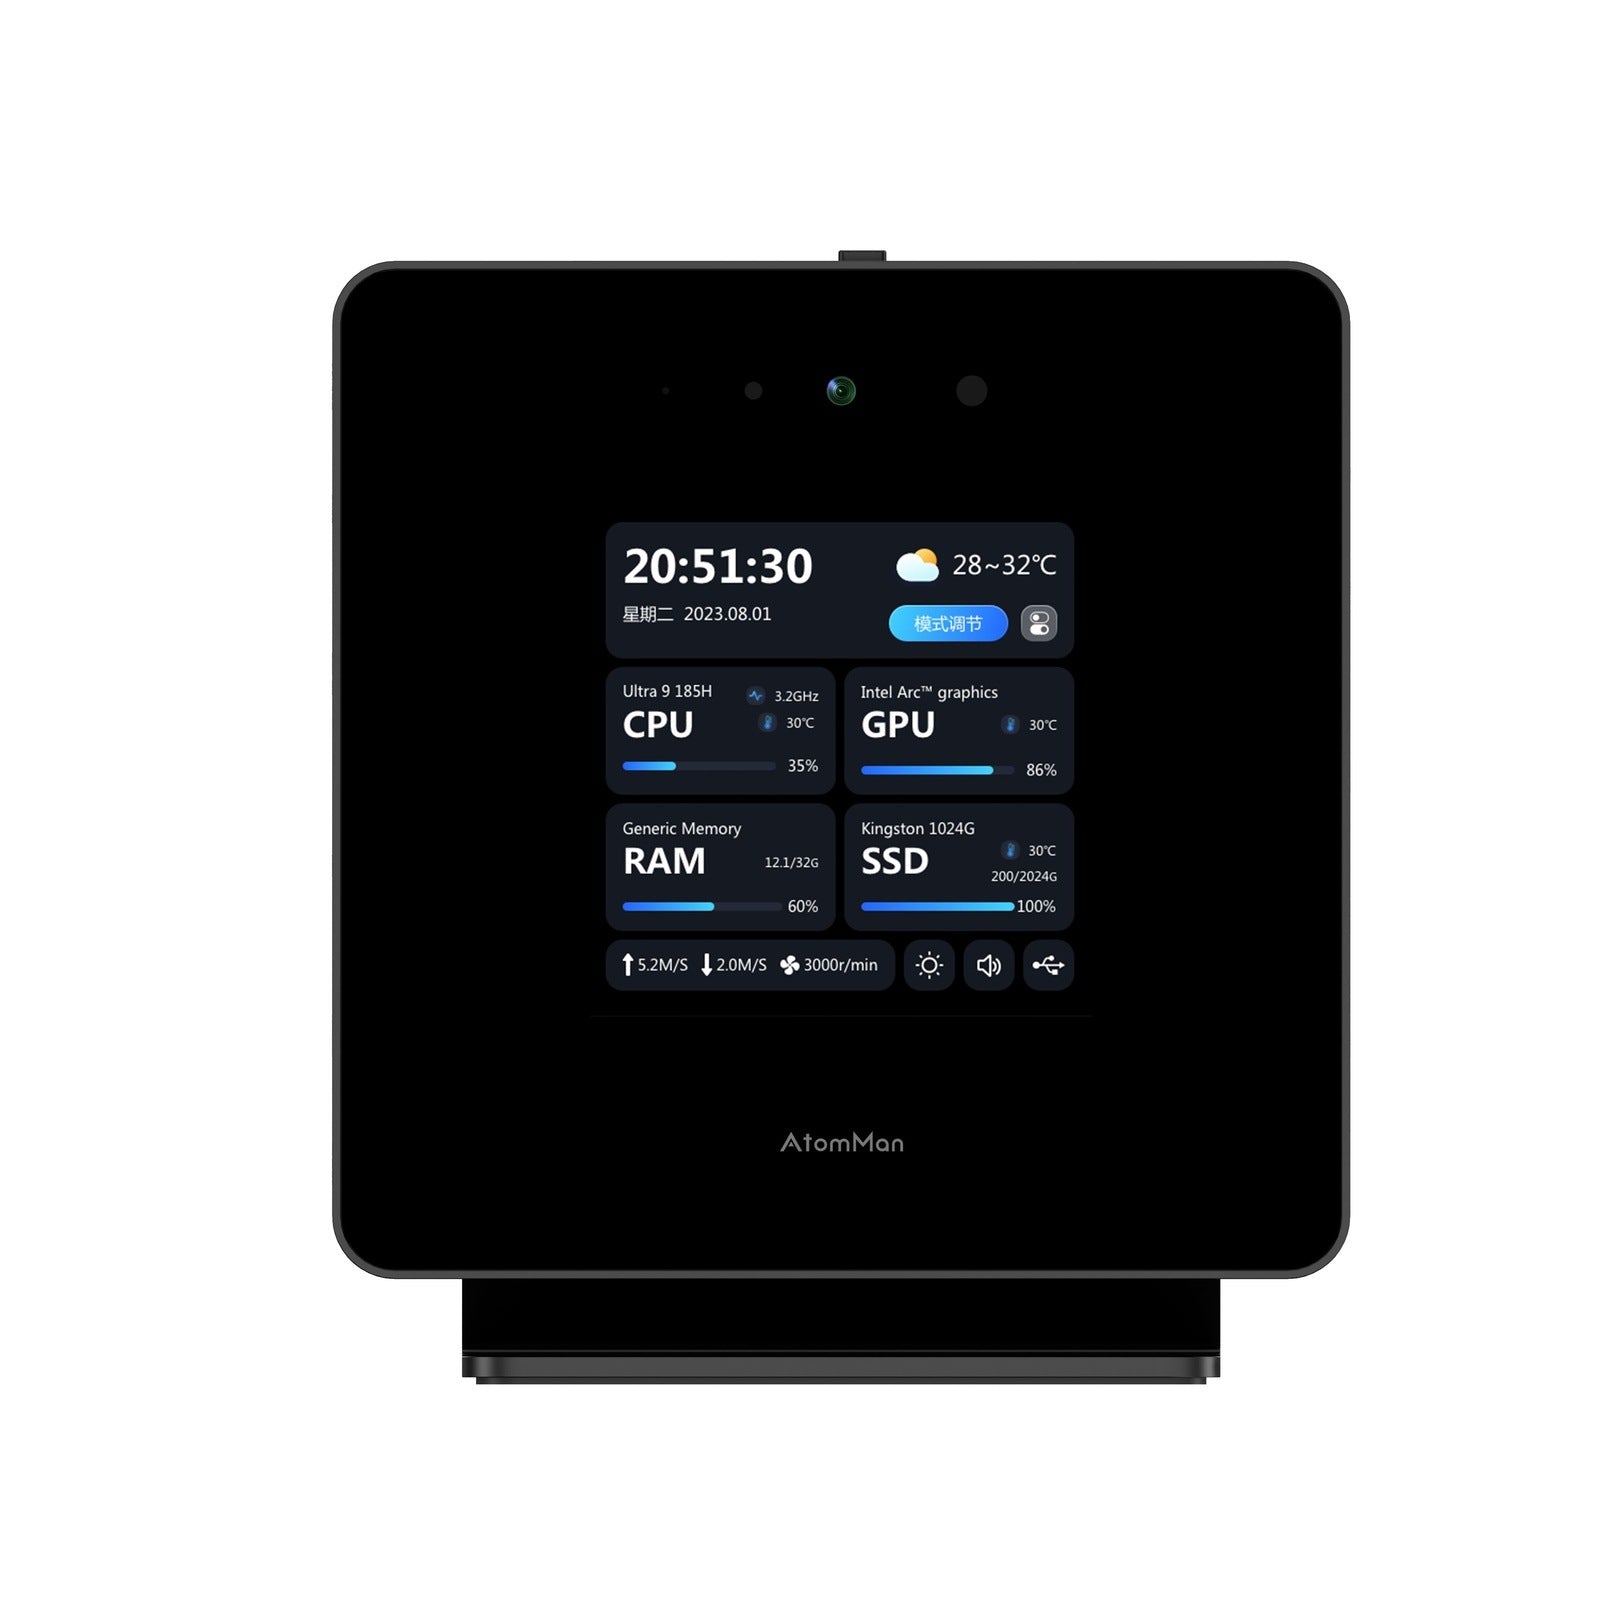 20:51:30
28~32℃
星期二 2023.08.01
模式调节
Ultra 9 185H
3.2GHz
CPU
30℃
35%
Intel Arc™ graphics
GPU
30℃
86%
Generic Memory
RAM
12.1/32G
60%
Kingston 1024G
SSD
30℃
200/2024G
100%
5.2M/S 2.0M/S 3000r/min
AtomMan